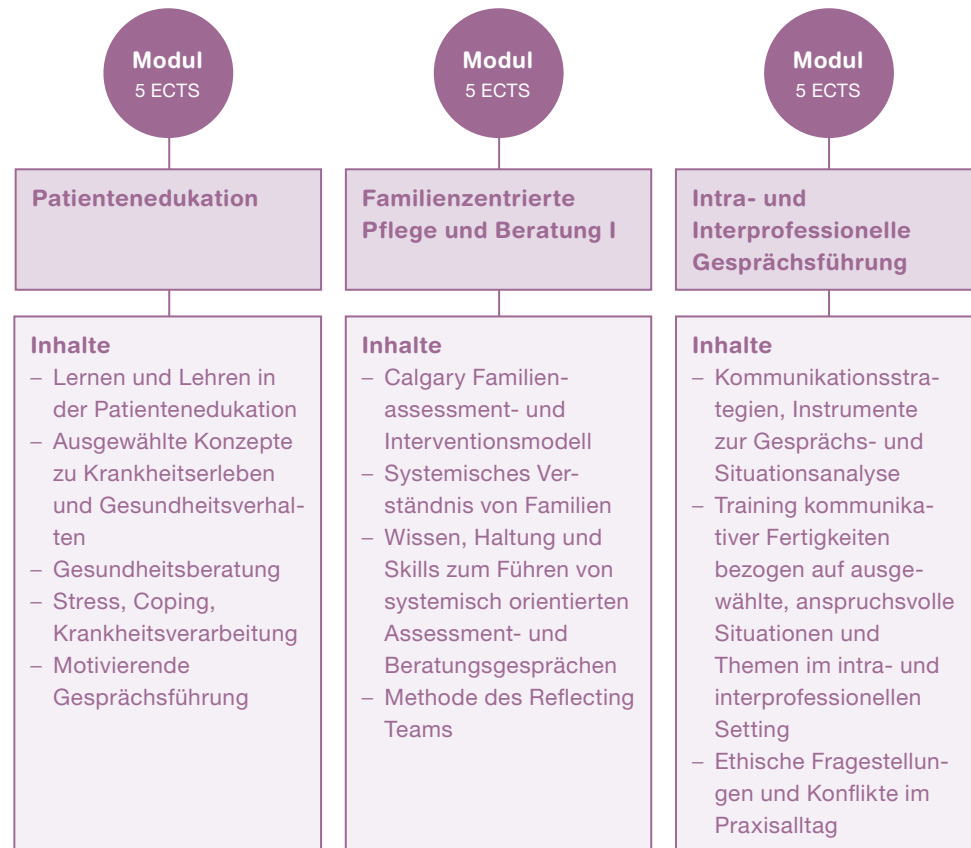 Modul
5 ECTS
Patientenedukation
Inhalte
– Lernen und Lehren in
der Patientenedukation
– Ausgewählte Konzepte
zu Krankheitserleben
und Gesundheitsverhal-
ten
– Gesundheitsberatung
– Stress, Coping,
Krankheitsverarbeitung
– Motivierende
Gesprächsführung
Modul
5 ECTS
Familienzentrierte
Pflege und Beratung I
Inhalte
– Calgary Familien-
assessment- und
Interventionsmodell
– Systemisches Ver-
ständnis von Familien
– Wissen, Haltung und
Skills zum Führen von
systemisch orientierten
Assessment- und
Beratungsgesprächen
– Methode des Reflecting
Teams
Modul
5 ECTS
Intra- und
Interprofessionelle
Gesprächsführung
Inhalte
– Kommunikationsstra-
tegien, Instrumente
zur Gesprächs- und
Situationsanalyse
– Training kommunika-
tiver Fertigkeiten
bezogen auf ausge-
wählte, anspruchsvolle
Situationen und
Themen im intra- und
interprofessionellen
Setting
– Ethische Fragestellun-
gen und Konflikte im
Praxisalltag